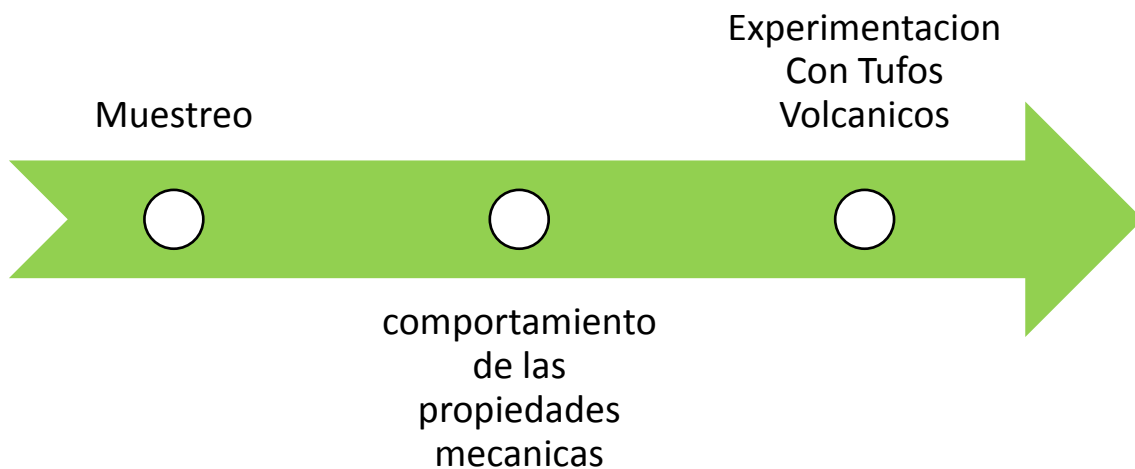 Muestreo
comportamiento
de las
propiedades
mecanicas
Experimentacion
Con Tufos
Volcanicos